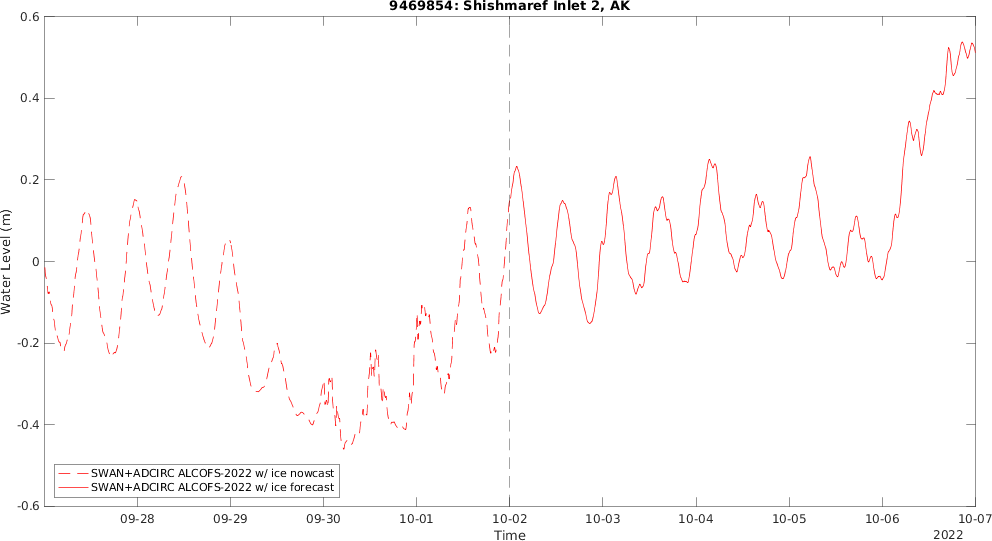 9469854: Shishmaref Inlet 2, AK
0.6
0.4
0.2
0
-0.2
-0.4
-0.6
Water Level (m)
SWAN+ADCIRC ALCOFS-2022 w/ ice nowcast
SWAN+ADCIRC ALCOFS-2022 w/ ice forecast
09-28 09-29 09-30 10-01 10-02 10-03 10-04 10-05 10-06 10-07
Time
2022